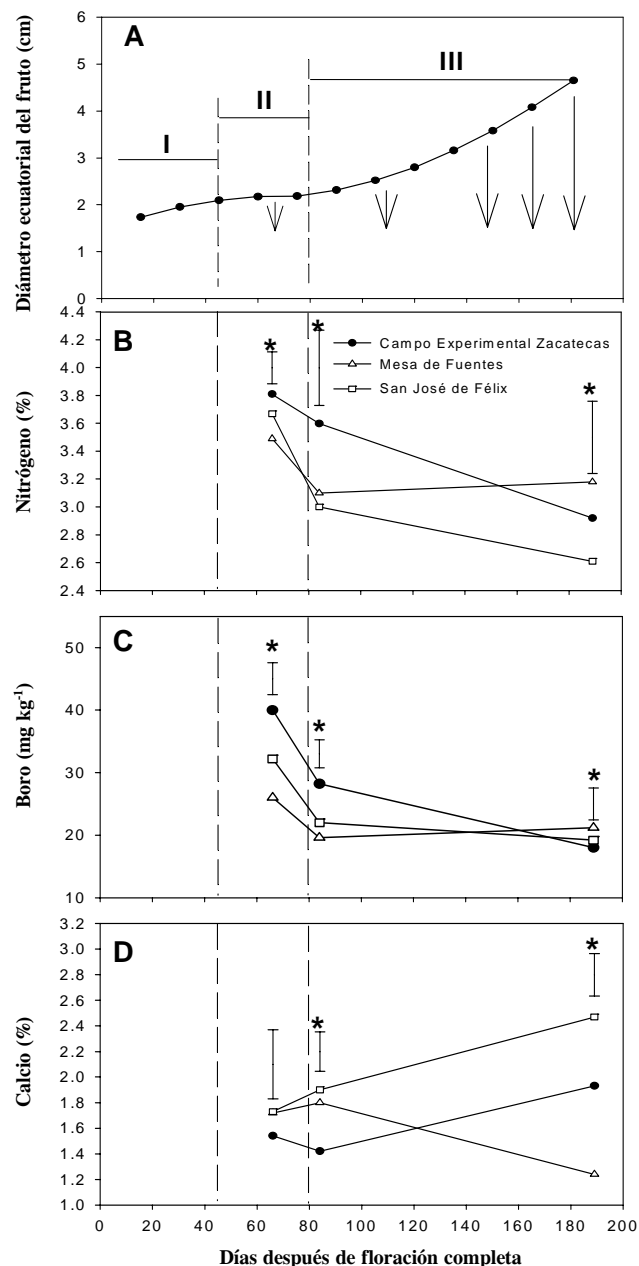 A
Diámetro ecuatorial del fruto (cm)
6
5
4
3
2
1
0
I
II
III
B
Nitrógeno (%)
4.4
4.2
4.0
3.8
3.6
3.4
3.2
3.0
2.8
2.6
2.4
*
*
*
Campo Experimental Zacatecas
Mesa de Fuentes
San José de Félix
C
Boro (mg kg⁻¹)
50
40
30
20
10
*
*
*
D
Calcio (%)
3.2
3.0
2.8
2.6
2.4
2.2
2.0
1.8
1.6
1.4
1.2
1.0
*
*
0 20 40 60 80 100 120 140 160 180 200
Días después de floración completa